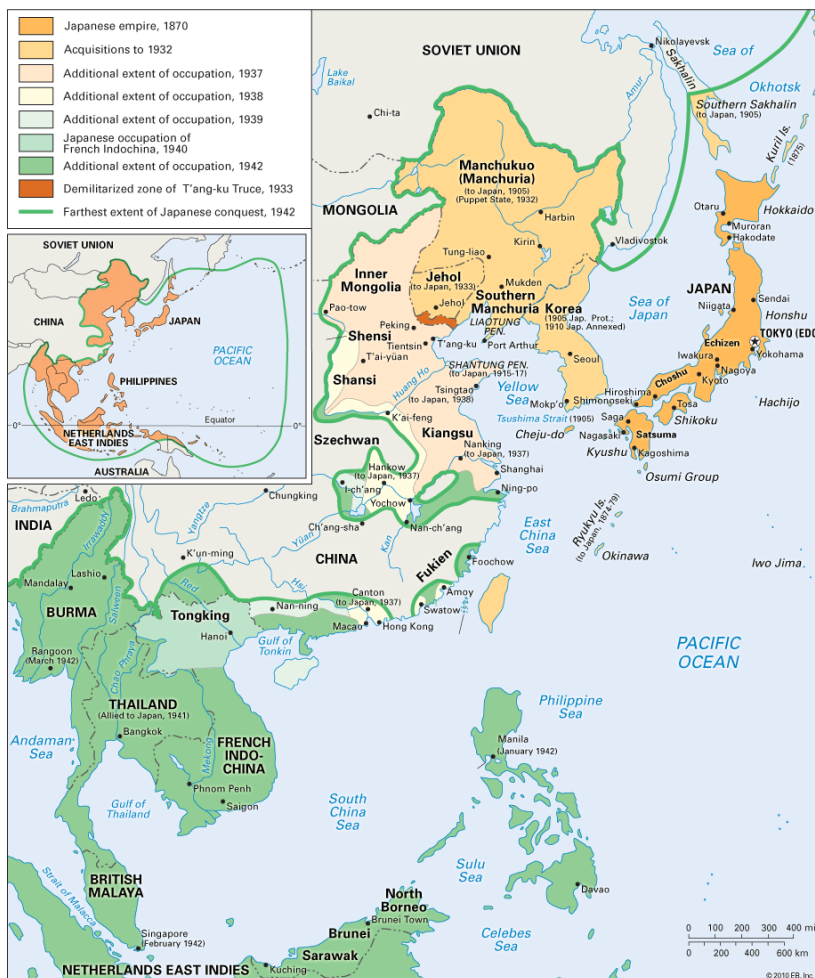 Japanese empire, 1870
Acquisitions to 1932
Additional extent of occupation, 1937
Additional extent of occupation, 1938
Additional extent of occupation, 1939
Japanese occupation of
French Indochina, 1940
Additional extent of occupation, 1942
Demilitarized zone of T'ang-ku Truce, 1933
Farthest extent of Japanese conquest, 1942
SOVIET UNION
CHINA
JAPAN
PACIFIC
OCEAN
PHILIPPINES
Equator
0°
0°
NETHERLANDS
EAST INDIES
AUSTRALIA
SOVIET UNION
Nikolayevsk
Sea of
Okhotsk
Sakhalin
Lake
Baikal
Chi-ta
Amur
Southern Sakhalin
(to Japan, 1905)
Kuril Is.
(1875)
Manchukuo
(Manchuria)
(to Japan, 1905)
(Puppet State, 1932)
MONGOLIA
Harbin
Otaru
Hokkaido
Muroran
Hakodate
Kirin
Vladivostok
Tung-liao
Inner
Mongolia
Jehol
(to Japan, 1933)
Jehol
Mukden
Southern
Manchuria
Korea
(1905 Jap. Prot.;
1910 Jap. Annexed)
Sea of
Japan
JAPAN
Niigata
Sendai
Honshu
Pao-tow
Peking
LIAOTUNG
PEN.
TOKYO (EDO)
Echizen
Yokohama
Shensi
Tientsin
T'ang-ku
Port Arthur
Iwakura
Nagoya
T'ai-yüan
SHANTUNG PEN.
(to Japan, 1915-17)
Seoul
Choshu
Kyoto
Shansi
Huang Ho
Tsingtao
(to Japan, 1938)
Yellow
Sea
Hiroshima
Mokp'o
Shimonoseki
Tosa
Hachijo
K'ai-feng
Tsushima Strait (1905)
Saga
Shikoku
Szechwan
Kiangsu
Cheju-do
Nagasaki
Satsuma
Kyushu
Kagoshima
Nanking
(to Japan, 1937)
Hankow
(to Japan, 1937)
Shanghai
Osumi Group
I-ch'ang
Ning-po
Chungking
Yochow
Ledo
Brahmaputra
Yangtze
INDIA
Irrawaddy
Yüan
Ch'ang-sha
Kan
Nan-ch'ang
East
China
Sea
Ryukyu Is.
(to Japan, 1874-79)
Okinawa
Iwo Jima
CHINA
K'un-ming
Fukien
Foochow
Lashio
Mandalay
Salween
Red
Hsi
Canton
(to Japan, 1937)
Amoy
BURMA
Tongking
Nan-ning
Swatow
Macao
Hong Kong
Hanoi
Gulf of
Tonkin
Rangoon
(March 1942)
Chao Phraya
PACIFIC
OCEAN
THAILAND
(Allied to Japan, 1941)
Philippine
Sea
Bangkok
Andaman
Sea
Mekong
FRENCH
INDO-
CHINA
Manila
(January 1942)
Phnom Penh
Saigon
Gulf of
Thailand
South
China
Sea
Sulu
Sea
BRITISH
MALAYA
North
Borneo
Davao
Strait of Malacca
Brunei
Brunei Town
Singapore
(February 1942)
Celebes
Sea
Sarawak
Kuching
NETHERLANDS EAST INDIES
0 100 200 300 400 mi
0 200 400 600 km
© 2010 EB, Inc.